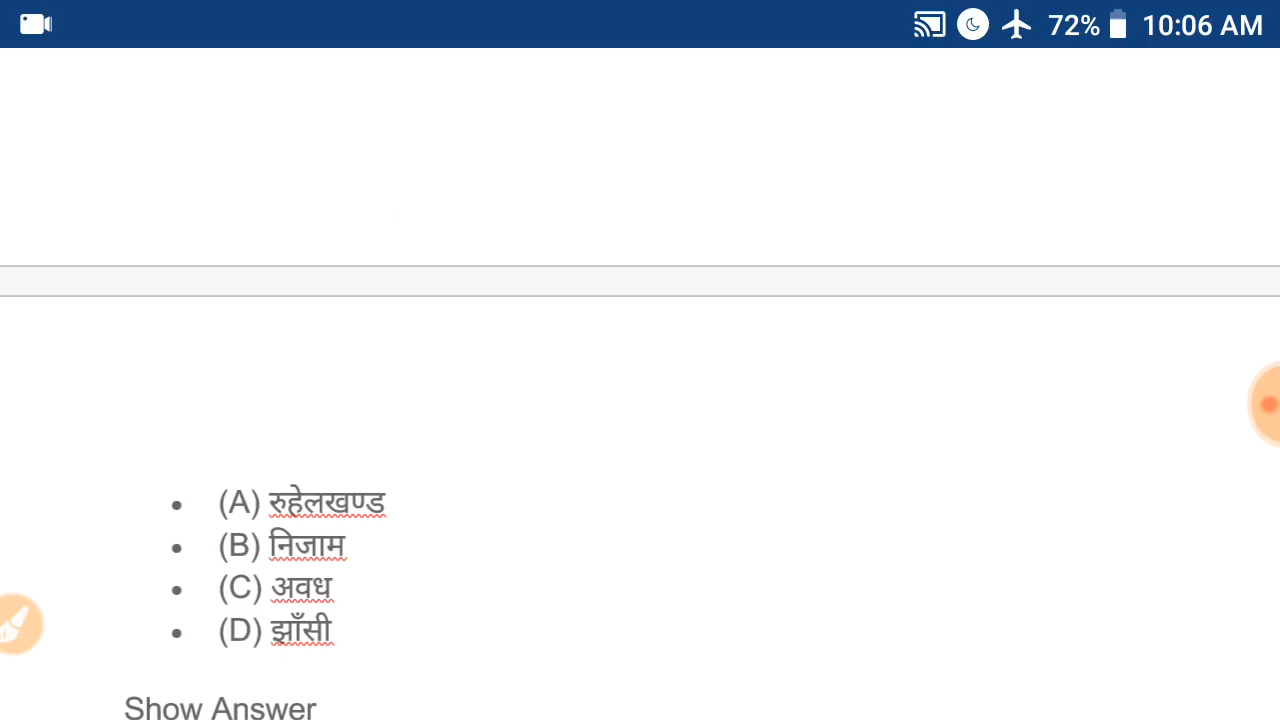 72% 10:06 AM
(A) रुहेलखण्ड
(B) निजाम
(C) अवध
(D) झाँसी
Show Answer